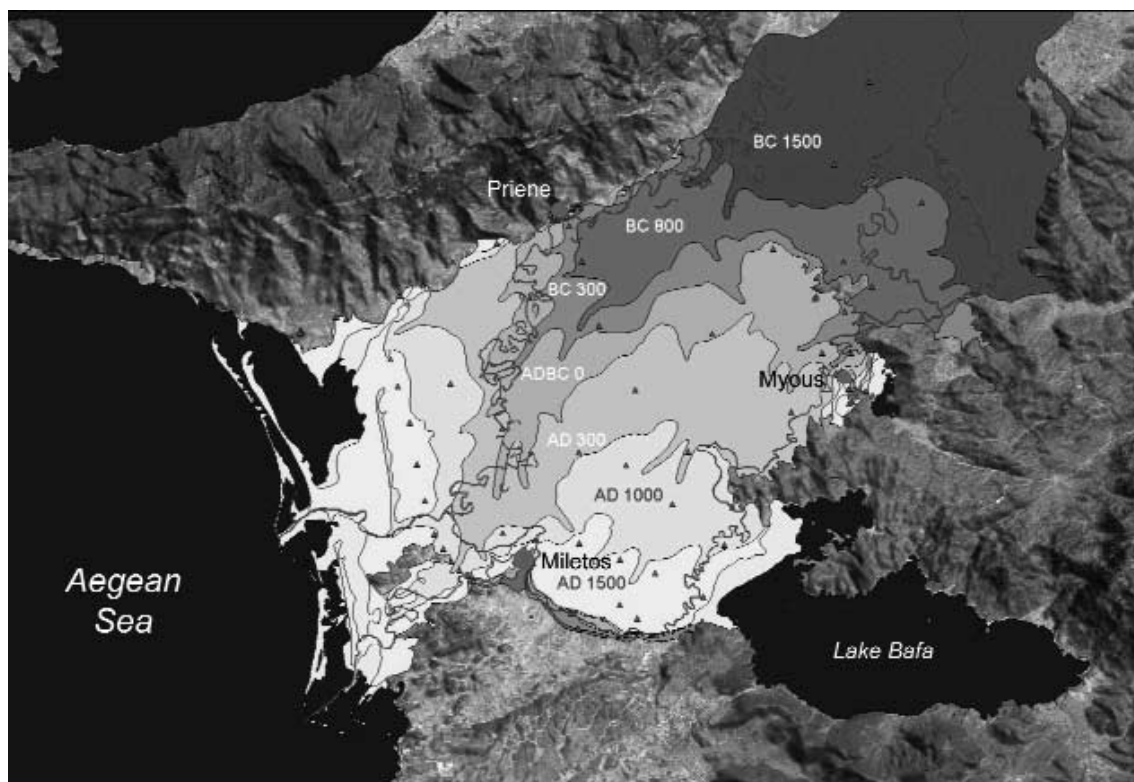 BC 1500
Priene
BC 800
BC 300
ADBC 0
Myous
AD 300
AD 1000
Miletos
AD 1500
Aegean
Sea
Lake Bafa